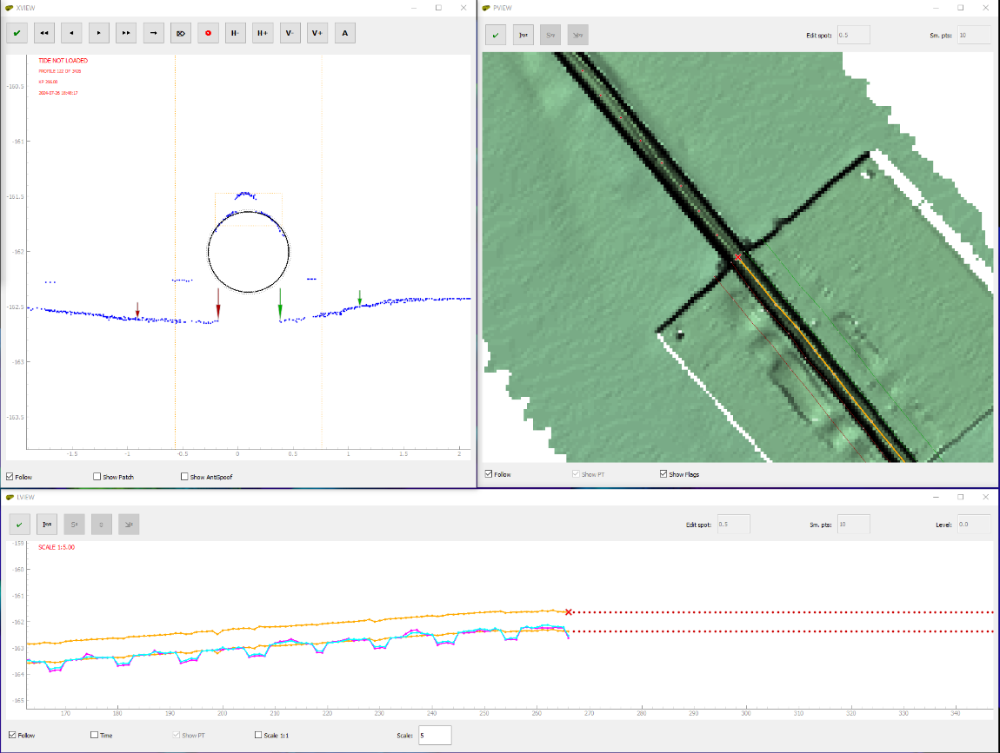 XVIEW
H- H+ V- V+ A
TIDE NOT LOADED
PROFILE 122 OF 3435
KP 266.00
2024-07-26 16:46:17
-160.5
-161
-161.5
-162
-162.5
-163
-163.5
-1.5 -1 -0.5 0 0.5 1 1.5 2
Follow Show Patch Show AntiSpoof
PVIEW
Edit spot: 0.5 Sm. pts: 10
Follow Show PT Show Flags
LVIEW
Edit spot: 0.5 Sm. pts: 10 Level: 0.0
SCALE 1:5.00
-159
-160
-161
-162
-163
-164
-165
170 180 190 200 210 220 230 240 250 260 270 280 290 300 310 320 330 340
Follow Time Show PT Scale 1:1 Scale: 5